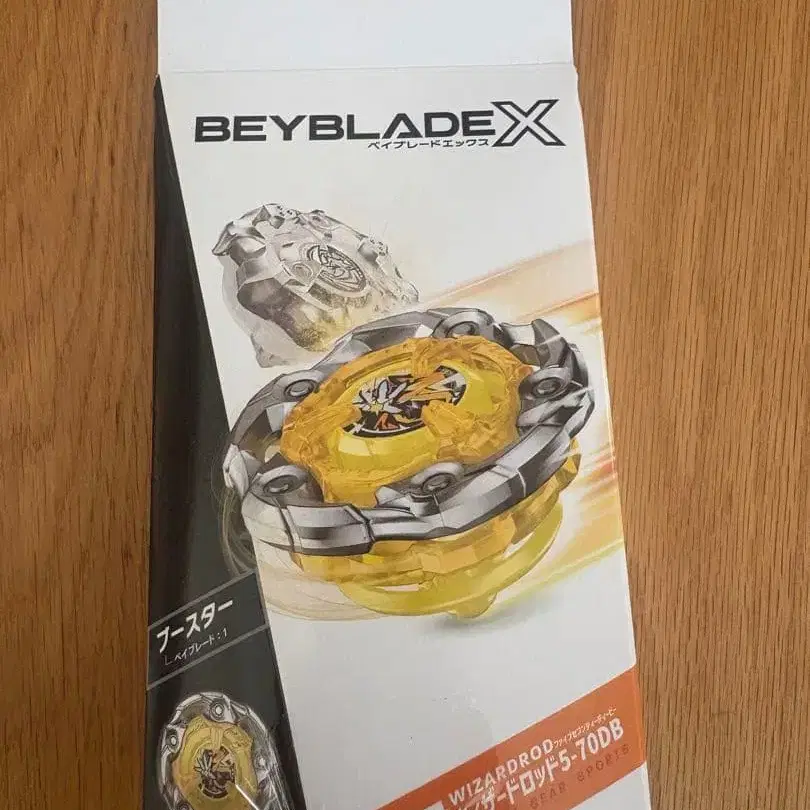 BEYBLADE X
ベイブレードエックス
ブースター
ベイブレード：1
WIZARDROD
ファイブセブンティーディービー
ザードロッド5-70DB
GEAR SPORTS